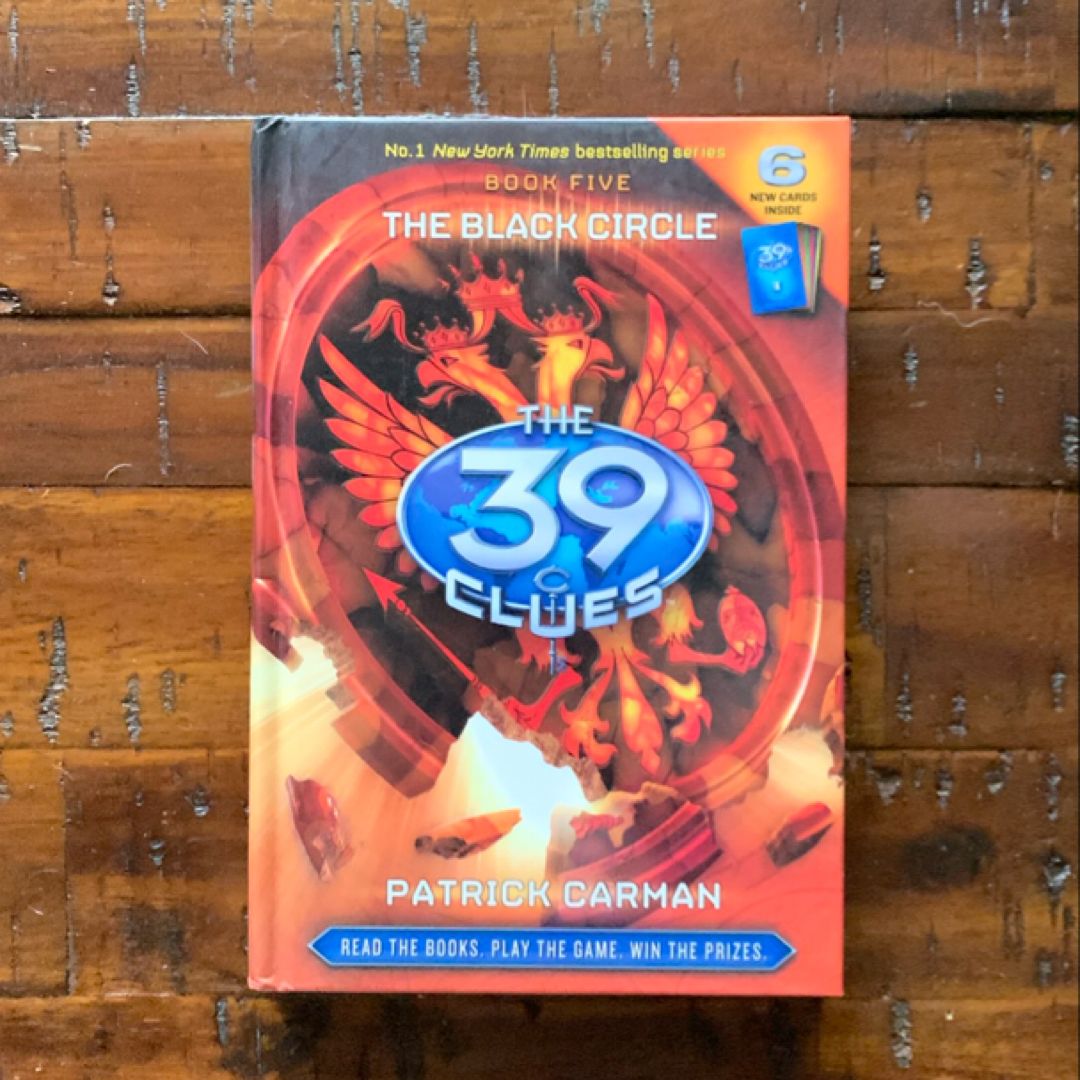 No.1 New York Times bestselling series
BOOK FIVE
THE BLACK CIRCLE
6
NEW CARDS
INSIDE
39
THE
39
CLUES
PATRICK CARMAN
READ THE BOOKS. PLAY THE GAME. WIN THE PRIZES.